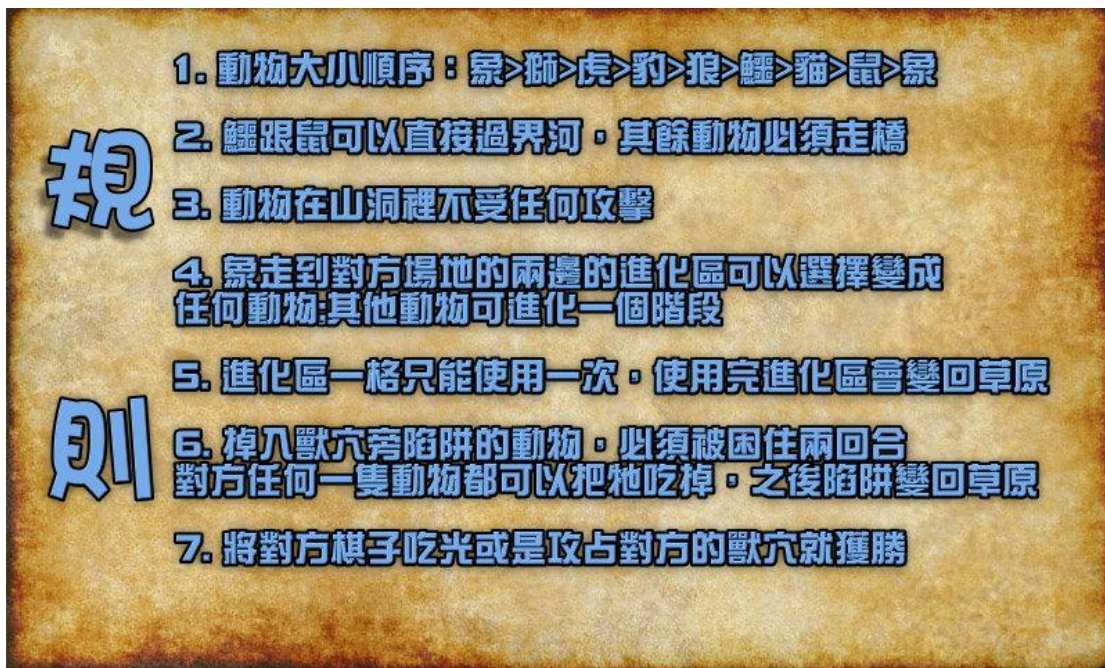 規則
1. 動物大小順序：象>獅>虎>豹>狼>鱷>貓>鼠>象
2. 鱷跟鼠可以直接過界河，其餘動物必須走橋
3. 動物在山洞裡不受任何攻擊
4. 象走到對方場地的兩邊的進化區可以選擇變成
任何動物;其他動物可進化一個階段
5. 進化區一格只能使用一次，使用完進化區會變回草原
6. 掉入獸穴旁陷阱的動物，必須被困住兩回合
對方任何一隻動物都可以把牠吃掉，之後陷阱變回草原
7. 將對方棋子吃光或是攻占對方的獸穴就獲勝